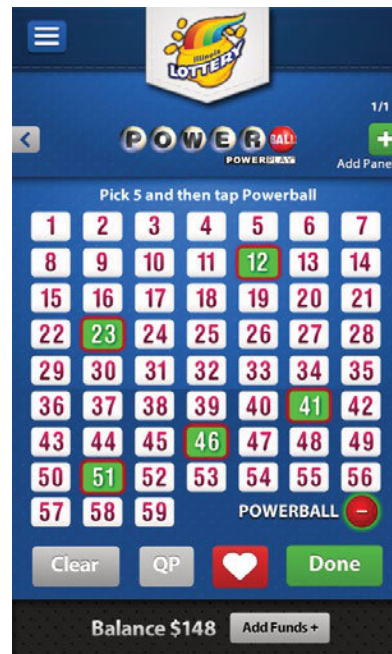 Illinois
LOTTERY
1/1
POWERBALL
POWERPLAY
Add Pane
Pick 5 and then tap Powerball
1 2 3 4 5 6 7
8 9 10 11 12 13 14
15 16 17 18 19 20 21
22 23 24 25 26 27 28
29 30 31 32 33 34 35
36 37 38 39 40 41 42
43 44 45 46 47 48 49
50 51 52 53 54 55 56
57 58 59 POWERBALL −
Clear QP Done
Balance $148 Add Funds +